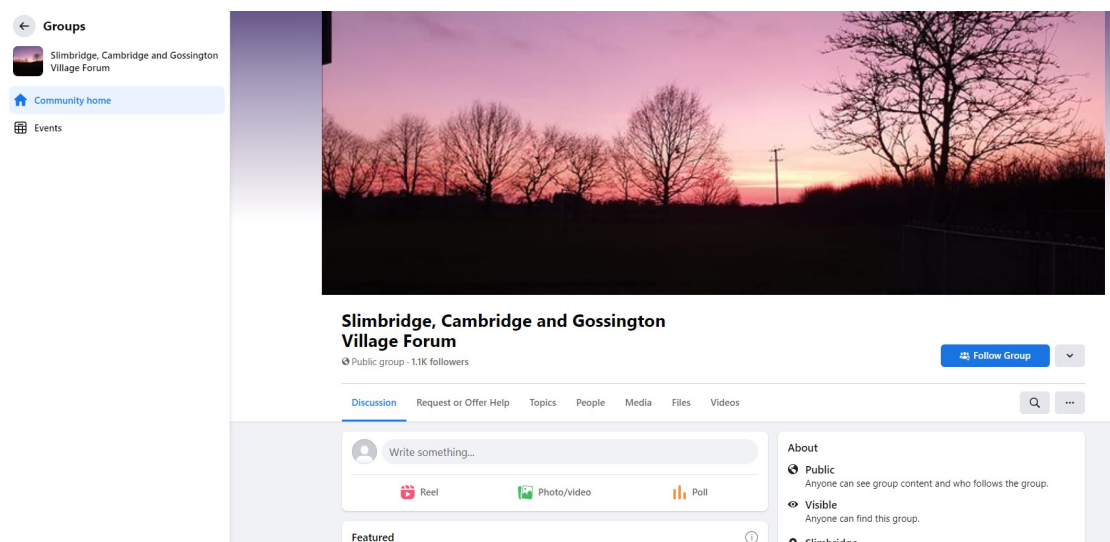 Groups
Slimbridge, Cambridge and Gossington
Village Forum
Community home
Events
Slimbridge, Cambridge and Gossington
Village Forum
Public group · 1.1K followers
Follow Group
Discussion Request or Offer Help Topics People Media Files Videos
Write something...
Reel Photo/video Poll
Featured
About
Public
Anyone can see group content and who follows the group.
Visible
Anyone can find this group.
Slimbridge